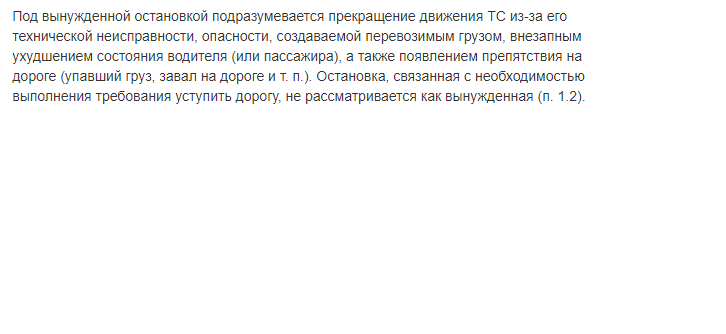 Под вынужденной остановкой подразумевается прекращение движения ТС из-за его
технической неисправности, опасности, создаваемой перевозимым грузом, внезапным
ухудшением состояния водителя (или пассажира), а также появлением препятствия на
дороге (упавший груз, завал на дороге и т. п.). Остановка, связанная с необходимостью
выполнения требования уступить дорогу, не рассматривается как вынужденная (п. 1.2).